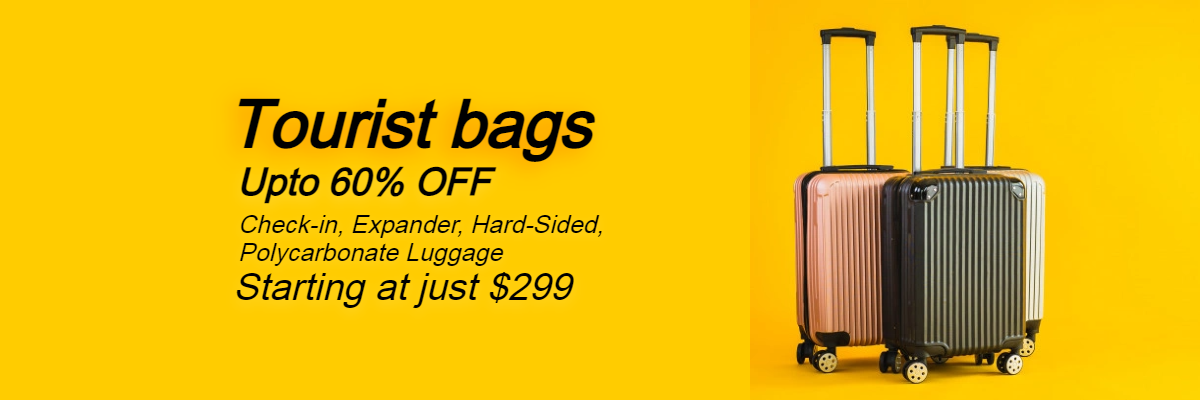 Tourist bags
Upto 60% OFF
Check-in, Expander, Hard-Sided,
Polycarbonate Luggage
Starting at just $299